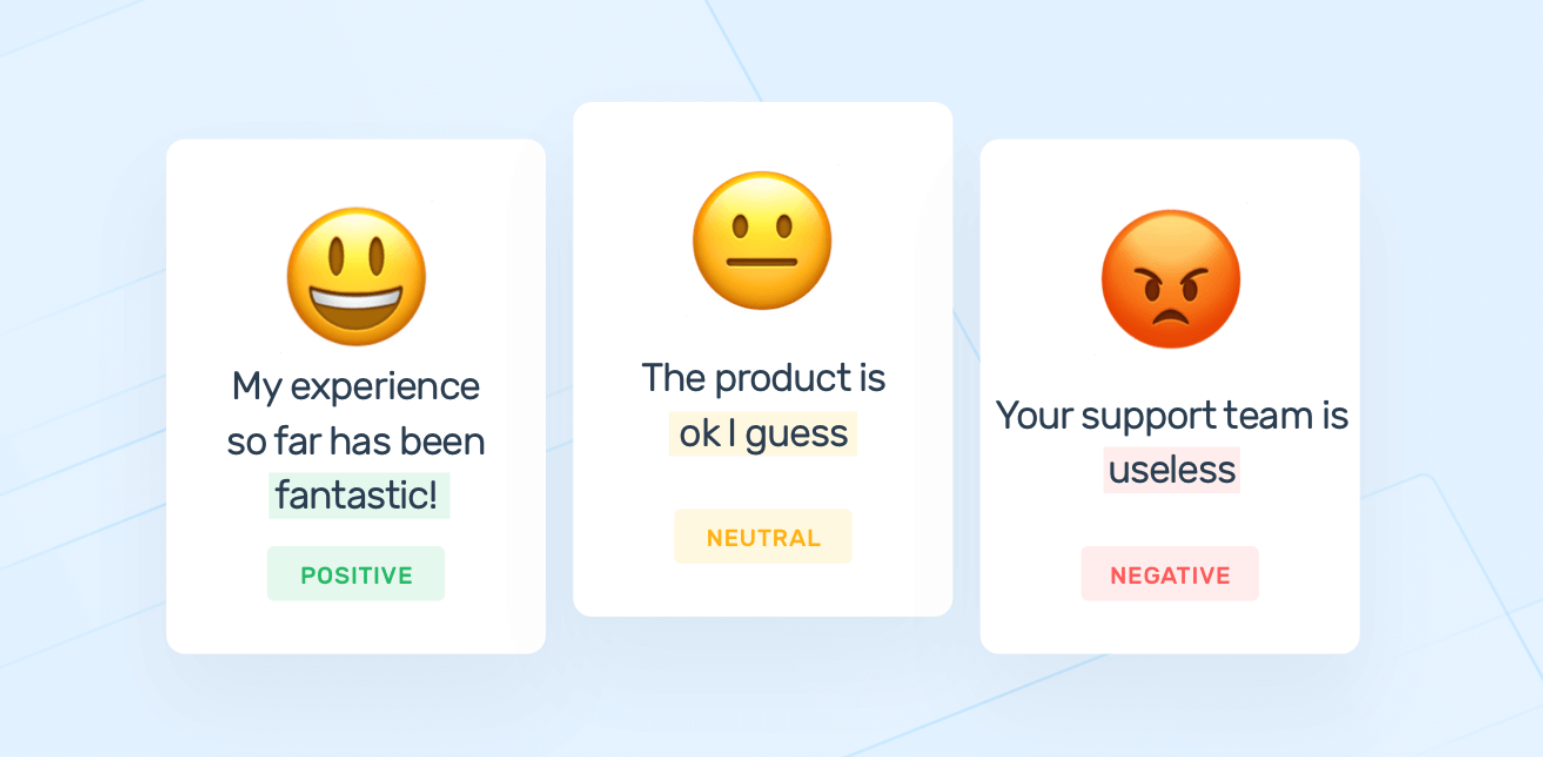 My experience
so far has been
fantastic!
POSITIVE
The product is
ok I guess
NEUTRAL
Your support team is
useless
NEGATIVE